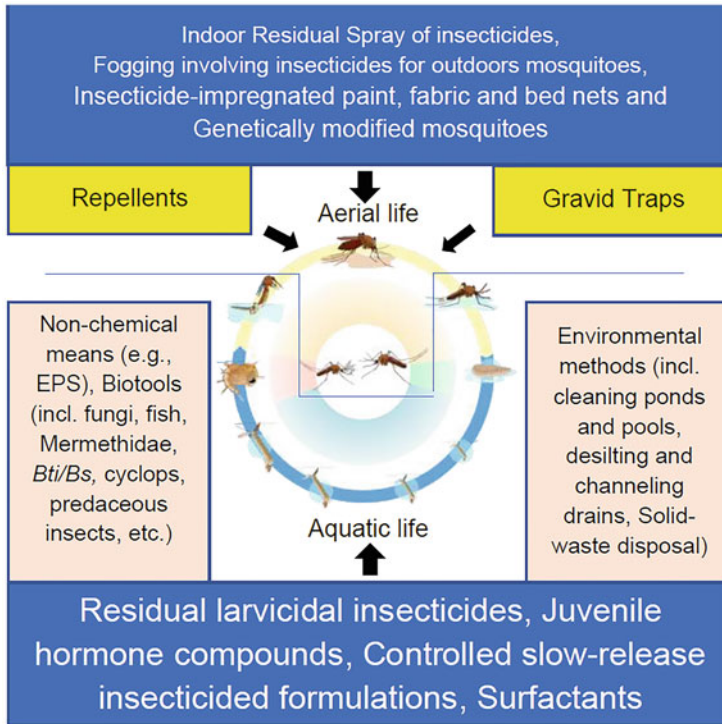 Indoor Residual Spray of insecticides,
Fogging involving insecticides for outdoors mosquitoes,
Insecticide-impregnated paint, fabric and bed nets and
Genetically modified mosquitoes
Repellents
Aerial life
Gravid Traps
Non-chemical
means (e.g.,
EPS), Biotools
(incl. fungi, fish,
Mermethidae,
Bti/Bs, cyclops,
predaceous
insects, etc.)
Environmental
methods (incl.
cleaning ponds
and pools,
desilting and
channeling
drains, Solid-
waste disposal)
Aquatic life
Residual larvicidal insecticides, Juvenile
hormone compounds, Controlled slow-release
insecticided formulations, Surfactants